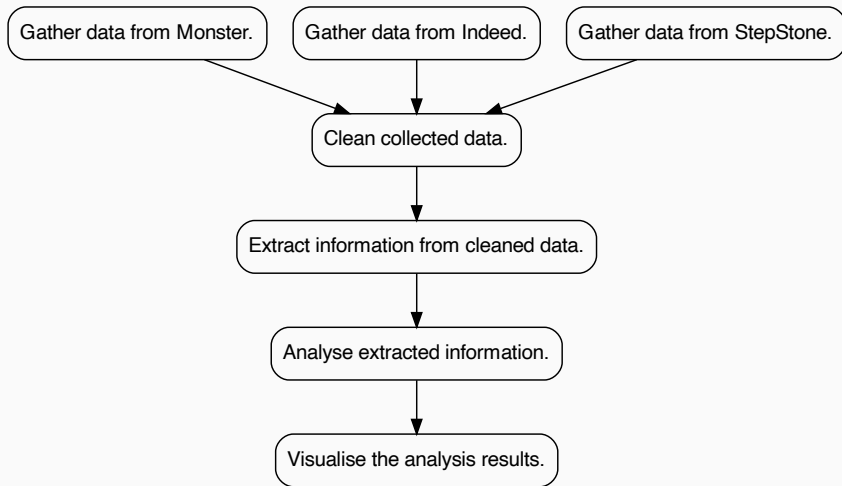 Gather data from Monster.
Gather data from Indeed.
Gather data from StepStone.
Clean collected data.
Extract information from cleaned data.
Analyse extracted information.
Visualise the analysis results.